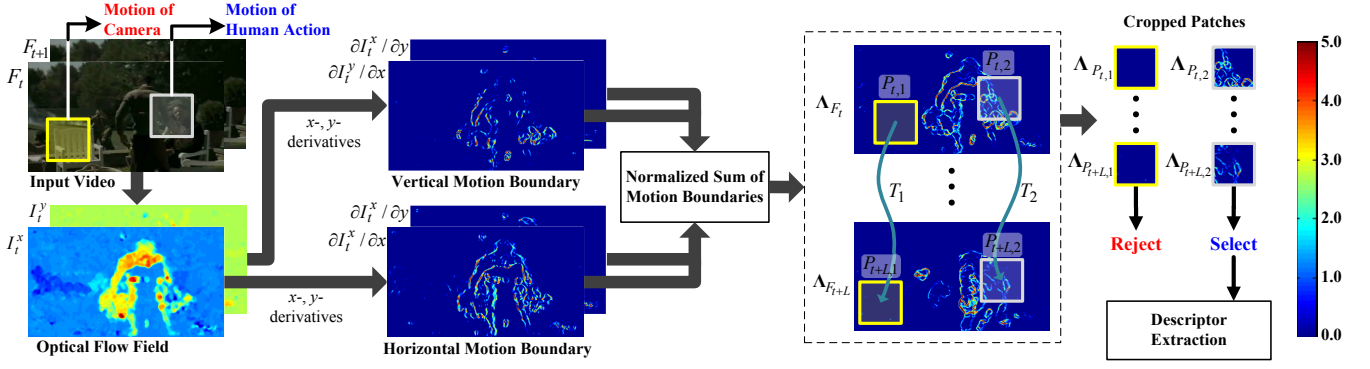 Motion of
Camera
Motion of
Human Action
F_{t+1}
F_t
Input Video
I_t^y
I_t^x
Optical Flow Field
x-, y-
derivatives
x-, y-
derivatives
∂I_t^x / ∂y
∂I_t^y / ∂x
Vertical Motion Boundary
∂I_t^x / ∂y
∂I_t^x / ∂x
Horizontal Motion Boundary
Normalized Sum of
Motion Boundaries
Λ_{F_t}
P_{t,1}
P_{t,2}
T_1
T_2
Λ_{F_{t+L}}
P_{t+L,1}
P_{t+L,2}
Cropped Patches
Λ_{P_{t,1}}
Λ_{P_{t,2}}
Λ_{P_{t+L,1}}
Λ_{P_{t+L,2}}
Reject
Select
Descriptor
Extraction
5.0
4.0
3.0
2.0
1.0
0.0